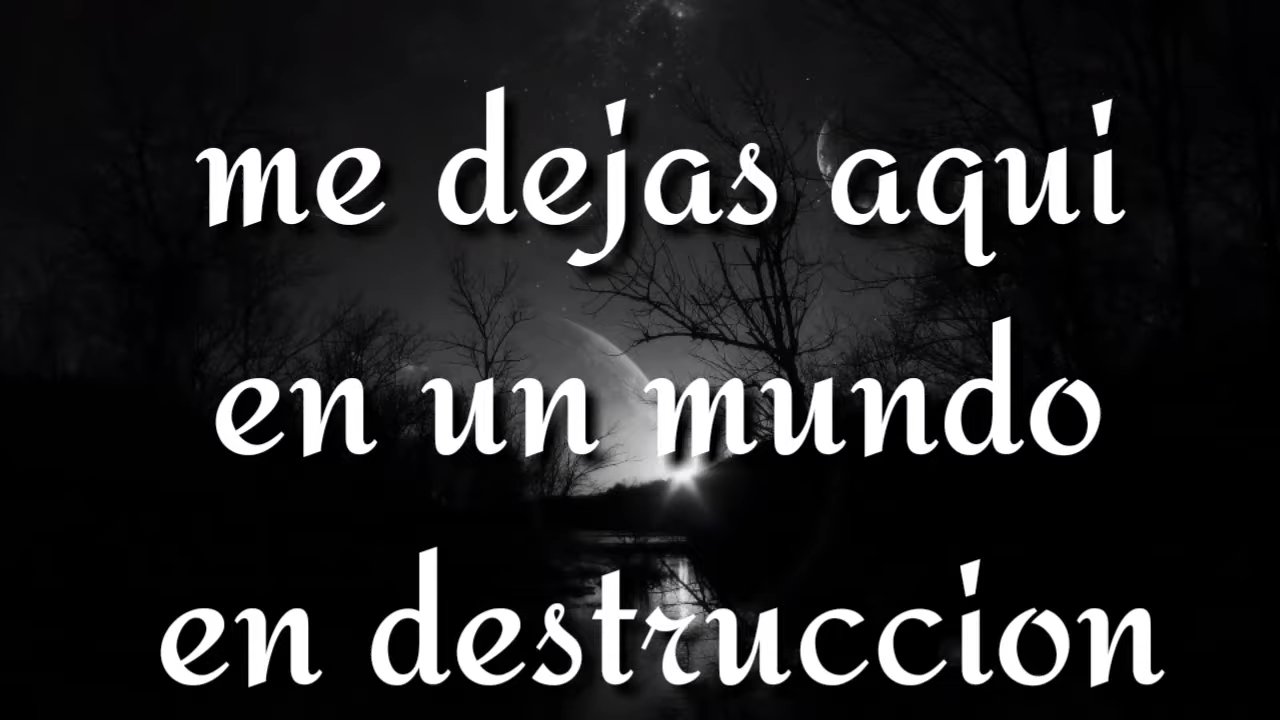 me dejas aqui
en un mundo
en destruccion